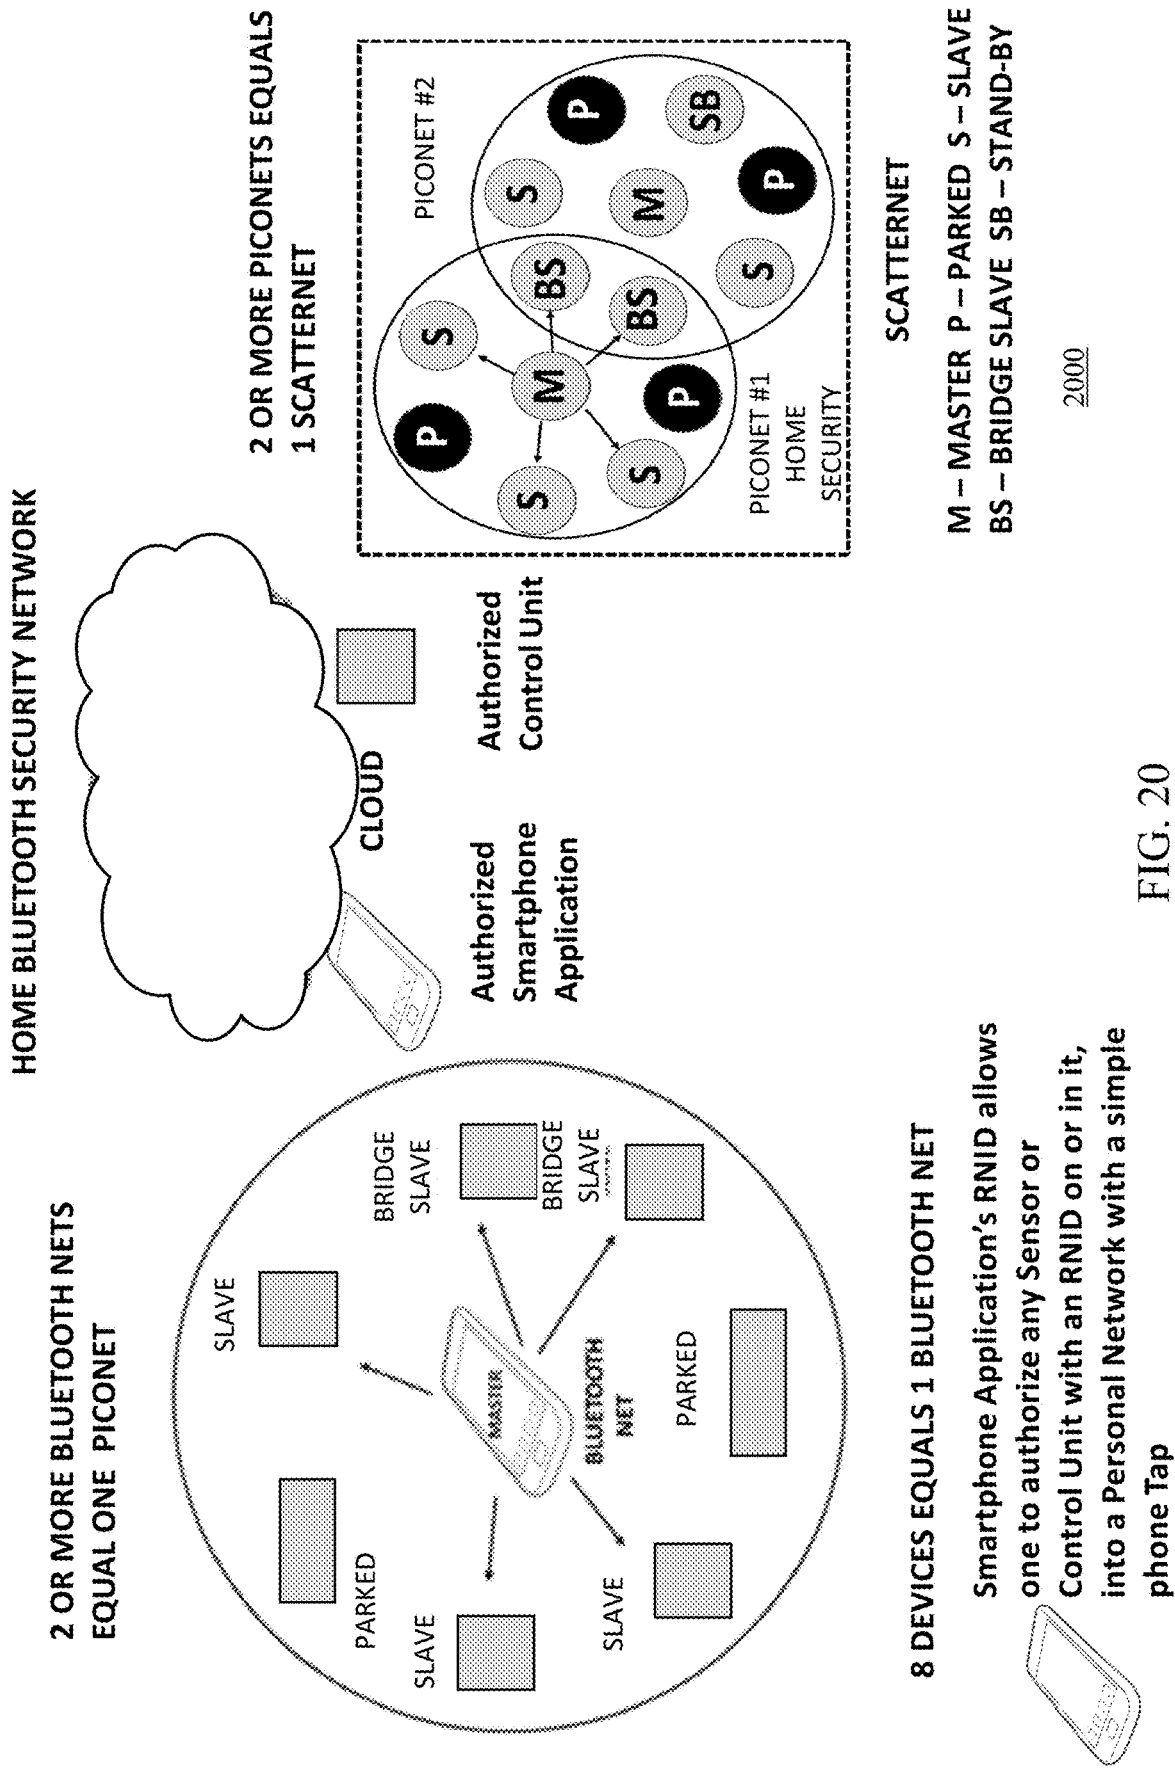 HOME BLUETOOTH SECURITY NETWORK
2 OR MORE BLUETOOTH NETS
EQUAL ONE PICONET
SLAVE
PARKED
SLAVE
SLAVE
BRIDGE
SLAVE
BRIDGE
SLAVE
MASTER
BLUETOOTH
NET
PARKED
8 DEVICES EQUALS 1 BLUETOOTH NET
Smartphone Application's RNID allows
one to authorize any Sensor or
Control Unit with an RNID on or in it,
into a Personal Network with a simple
phone Tap
CLOUD
Authorized
Smartphone
Application
Authorized
Control Unit
2 OR MORE PICONETS EQUALS
1 SCATTERNET
PICONET #2
P
S
S
S
M
BS
BS
P
S
P
M
SB
S
P
PICONET #1
HOME
SECURITY
SCATTERNET
M – MASTER P – PARKED S – SLAVE
BS – BRIDGE SLAVE SB – STAND-BY
2000
FIG. 20